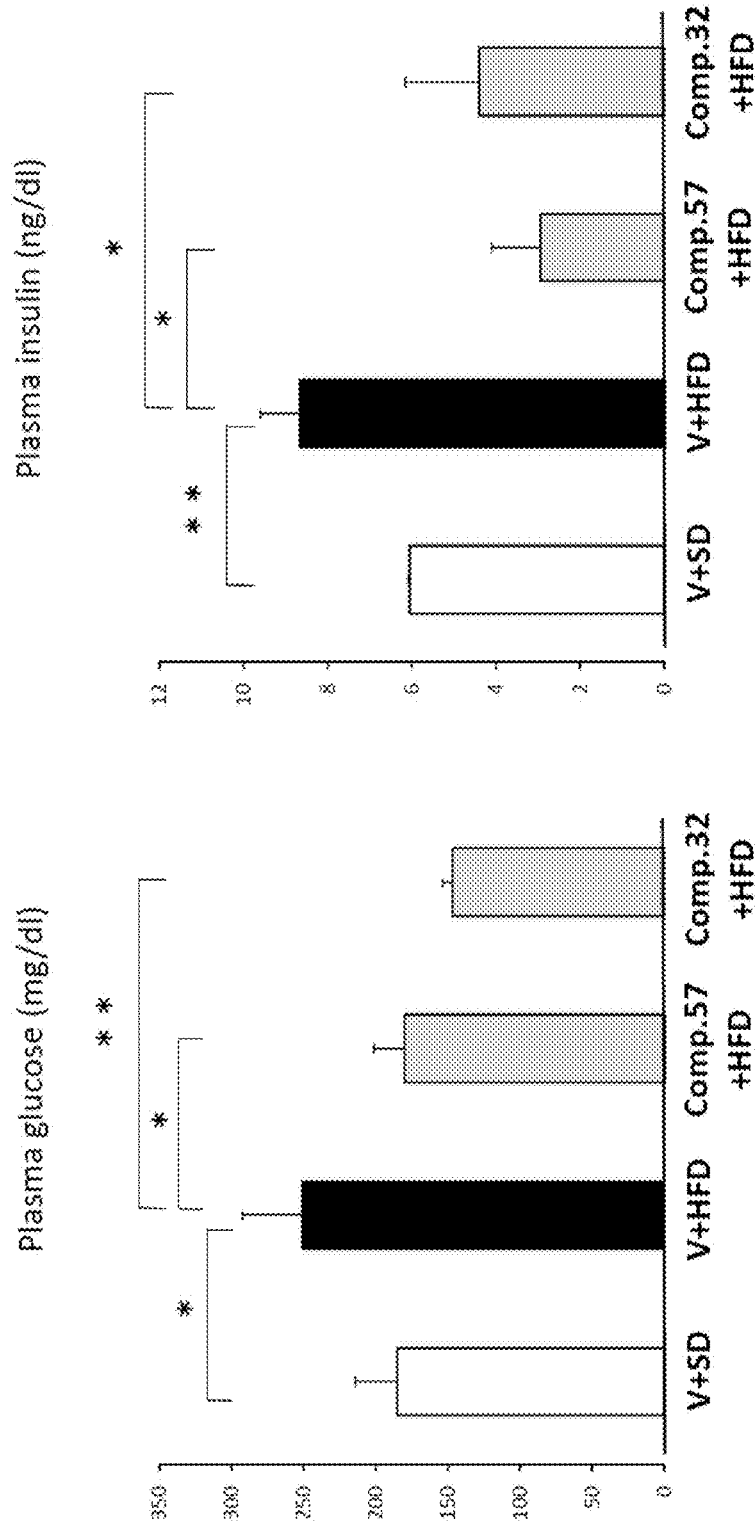 Plasma glucose (mg/dl)
350
300
250
200
150
100
50
0
*
*
**
V+SD
V+HFD
Comp.57
+HFD
Comp.32
+HFD
Plasma insulin (ng/dl)
12
10
8
6
4
2
0
**
*
*
V+SD
V+HFD
Comp.57
+HFD
Comp.32
+HFD